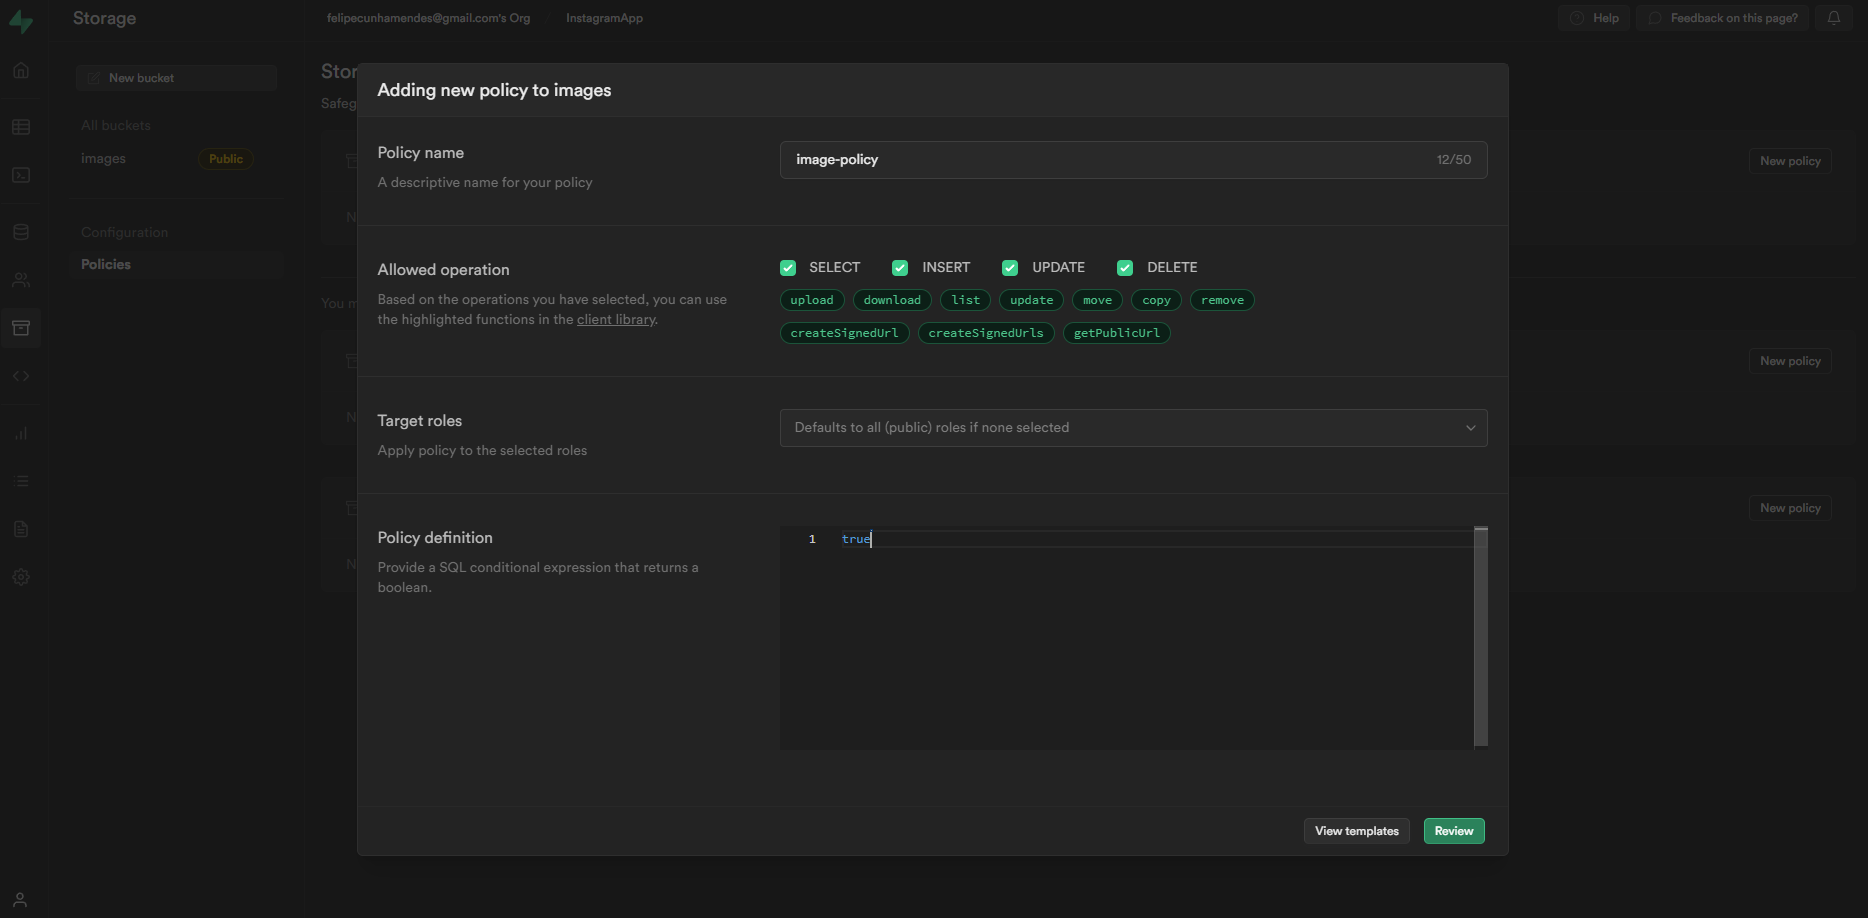 Storage
felipecunhamendes@gmail.com's Org
InstagramApp
Help
Feedback on this page?
New bucket
All buckets
images
Public
Configuration
Policies
Stor
Safeg
N
New policy
You m
N
New policy
N
New policy
Adding new policy to images
Policy name
A descriptive name for your policy
image-policy
12/50
Allowed operation
Based on the operations you have selected, you can use
the highlighted functions in the client library.
SELECT INSERT UPDATE DELETE
upload download list update move copy remove
createSignedUrl createSignedUrls getPublicUrl
Target roles
Apply policy to the selected roles
Defaults to all (public) roles if none selected
Policy definition
Provide a SQL conditional expression that returns a
boolean.
1 true
View templates
Review